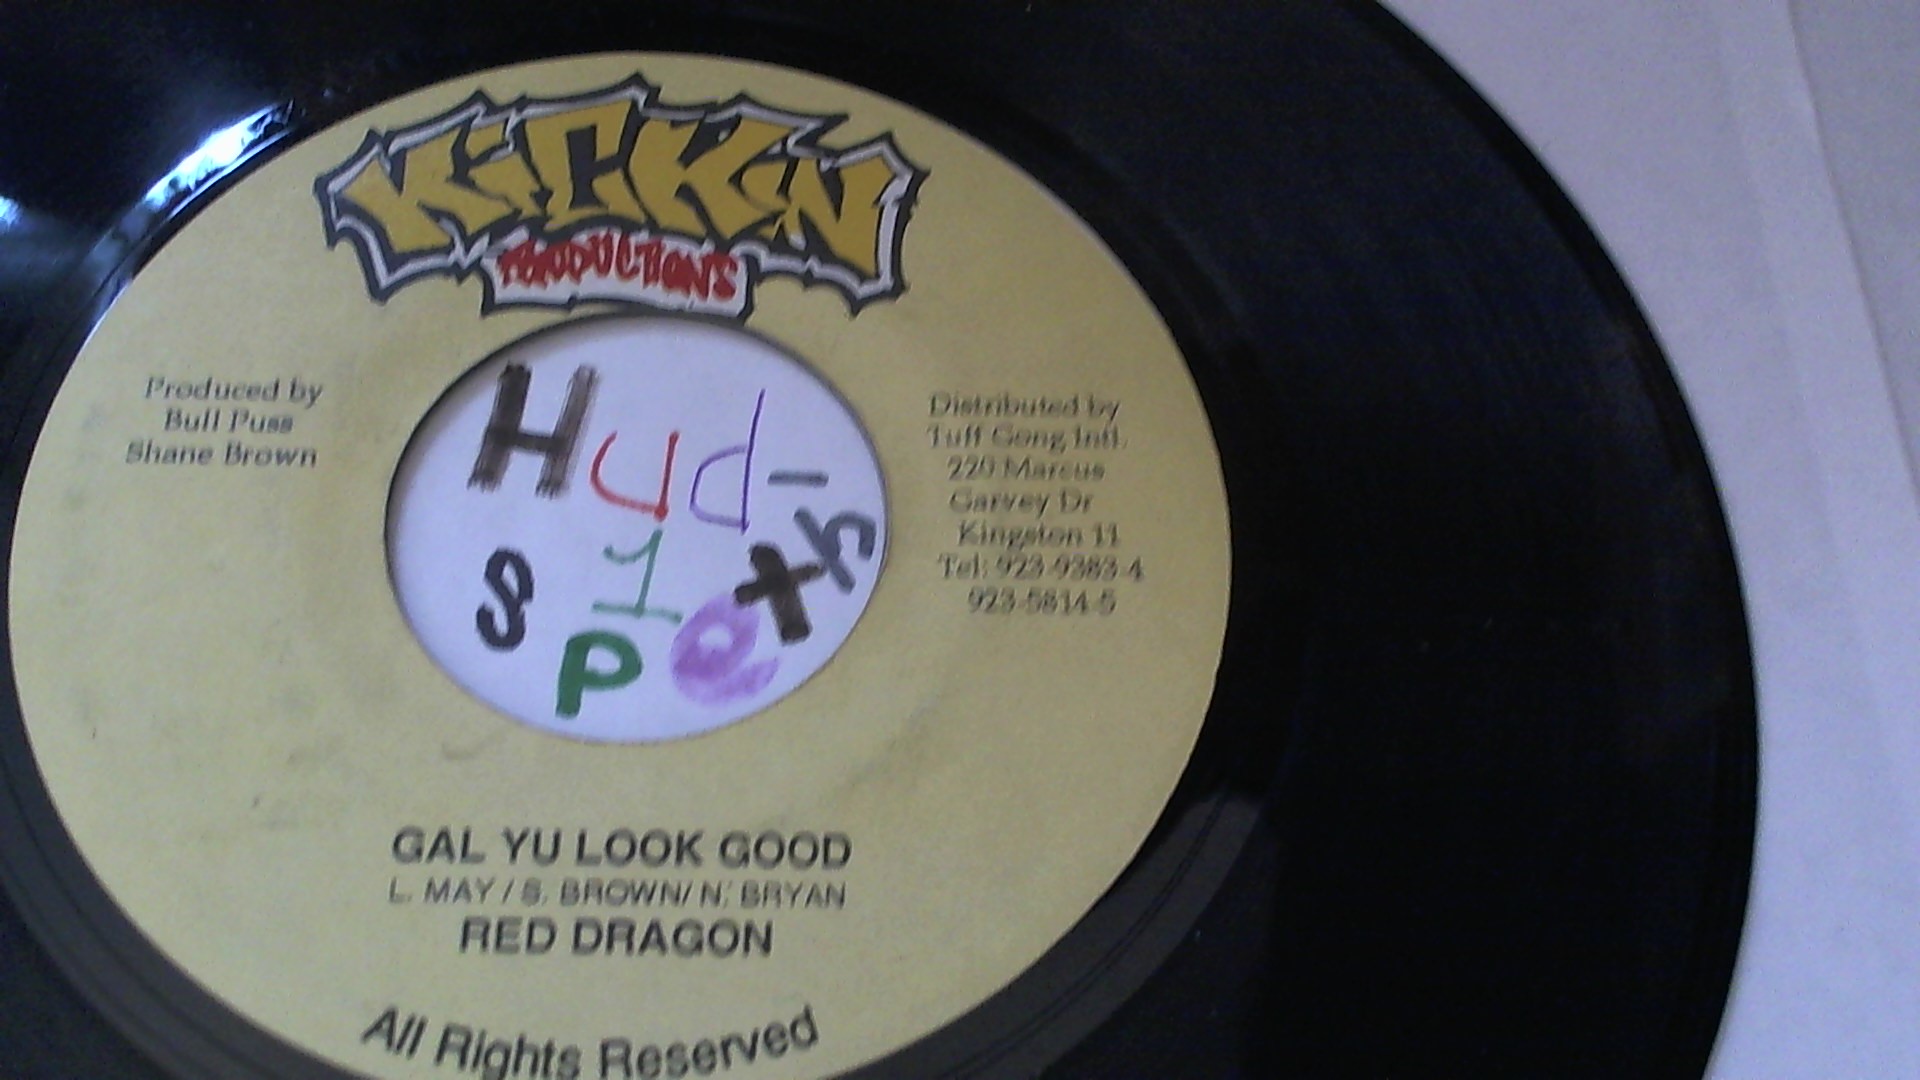 KICKIN
PRODUCTIONS
Produced by
Bull Puss
Shane Brown
Distributed by
Tuff Gong Intl.
220 Marcus
Garvey Dr
Kingston 11
Tel: 923-9383-4
923-5814-5
Hud-
S
P
e
x
h
GAL YU LOOK GOOD
L. MAY / S. BROWN/ N. BRYAN
RED DRAGON
All Rights Reserved